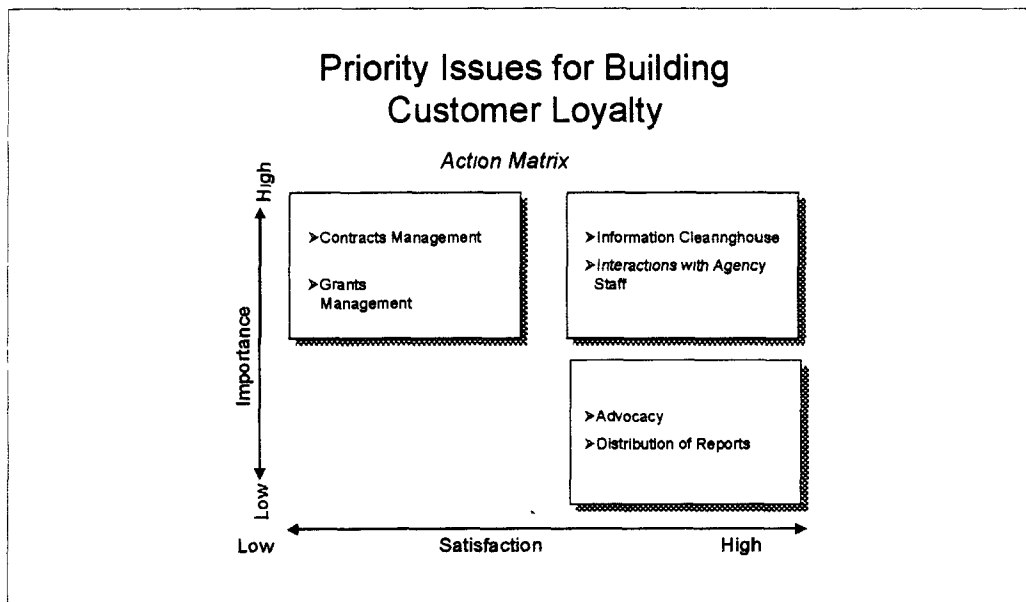 Priority Issues for Building
Customer Loyalty
Action Matrix
High
Importance
Low
➢Contracts Management
➢Grants
Management
➢Information Cleannghouse
➢Interactions with Agency
Staff
➢Advocacy
➢Distribution of Reports
Low
Satisfaction
High